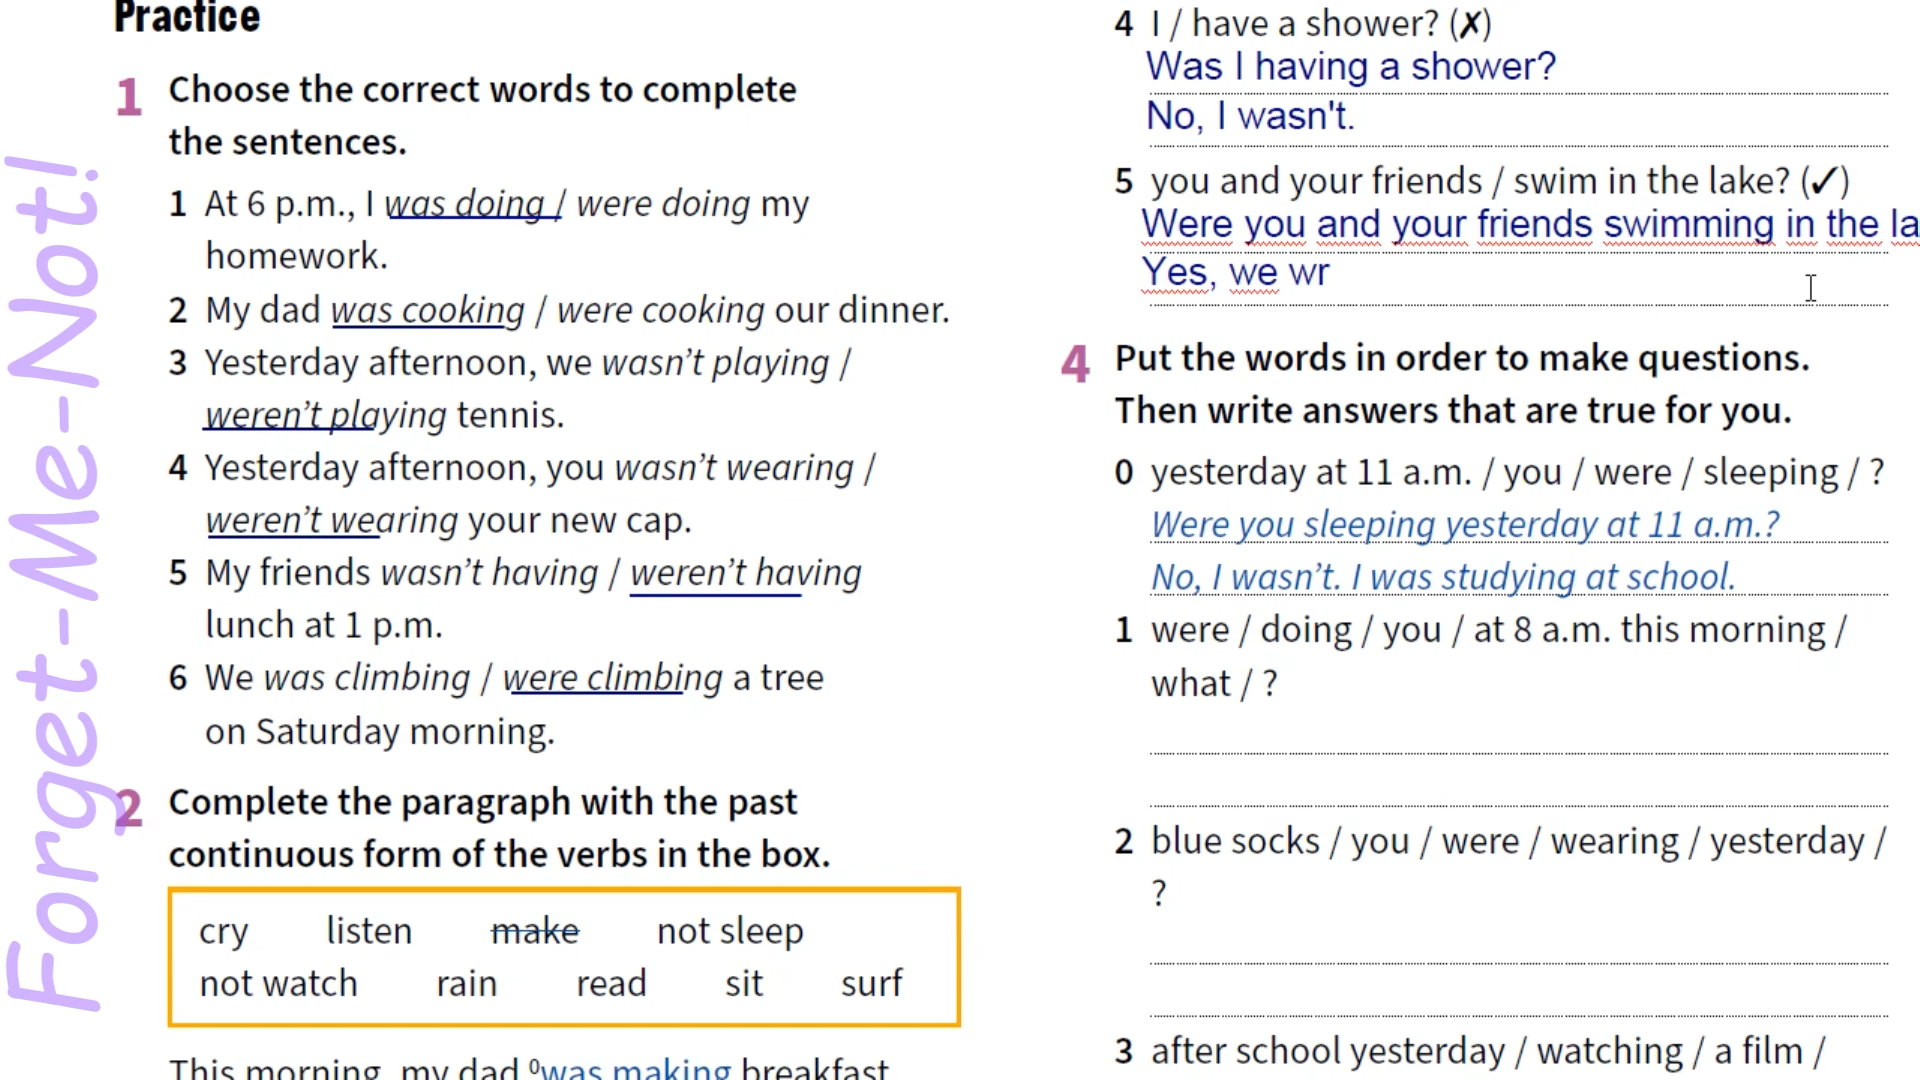 Forget-Me-Not!
Practice
1 Choose the correct words to complete
the sentences.
1 At 6 p.m., I was doing / were doing my
homework.
2 My dad was cooking / were cooking our dinner.
3 Yesterday afternoon, we wasn't playing /
weren't playing tennis.
4 Yesterday afternoon, you wasn't wearing /
weren't wearing your new cap.
5 My friends wasn't having / weren't having
lunch at 1 p.m.
6 We was climbing / were climbing a tree
on Saturday morning.
2 Complete the paragraph with the past
continuous form of the verbs in the box.
cry listen make not sleep
not watch rain read sit surf
This morning, my dad ⁰was making breakfast
4 I / have a shower? (✗)
Was I having a shower?
No, I wasn't.
5 you and your friends / swim in the lake? (✓)
Were you and your friends swimming in the la
Yes, we wr
4 Put the words in order to make questions.
Then write answers that are true for you.
0 yesterday at 11 a.m. / you / were / sleeping / ?
Were you sleeping yesterday at 11 a.m.?
No, I wasn't. I was studying at school.
1 were / doing / you / at 8 a.m. this morning /
what / ?
2 blue socks / you / were / wearing / yesterday /
?
3 after school yesterday / watching / a film /